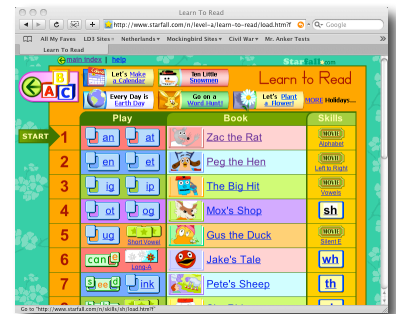 Learn to Read
http://www.starfall.com/n/level-a/learn-to-read/load.htm?f
Google
All My Faves LD3 Sites Netherlands Mockingbird Sites Civil War Mr. Anker Tests
Learn To Read
main index | help
Starfall.com
ABC
Let's Make a Calendar
Ten Little Snowmen
Learn to Read
Every Day is Earth Day
Go on a Word Hunt!
Let's Plant a Flower!
MORE Holidays...
Play Book Skills
START 1 an at Zac the Rat MOVIE Alphabet
2 en et Peg the Hen MOVIE Left to Right
3 ig ip The Big Hit MOVIE Vowels
4 ot og Mox's Shop sh
5 ug Short Vowel Gus the Duck MOVIE Silent E
6 cane Long-A Jake's Tale wh
7 seed ink Pete's Sheep th
Go to "http://www.starfall.com/n/skills/sh/load.htm?f"